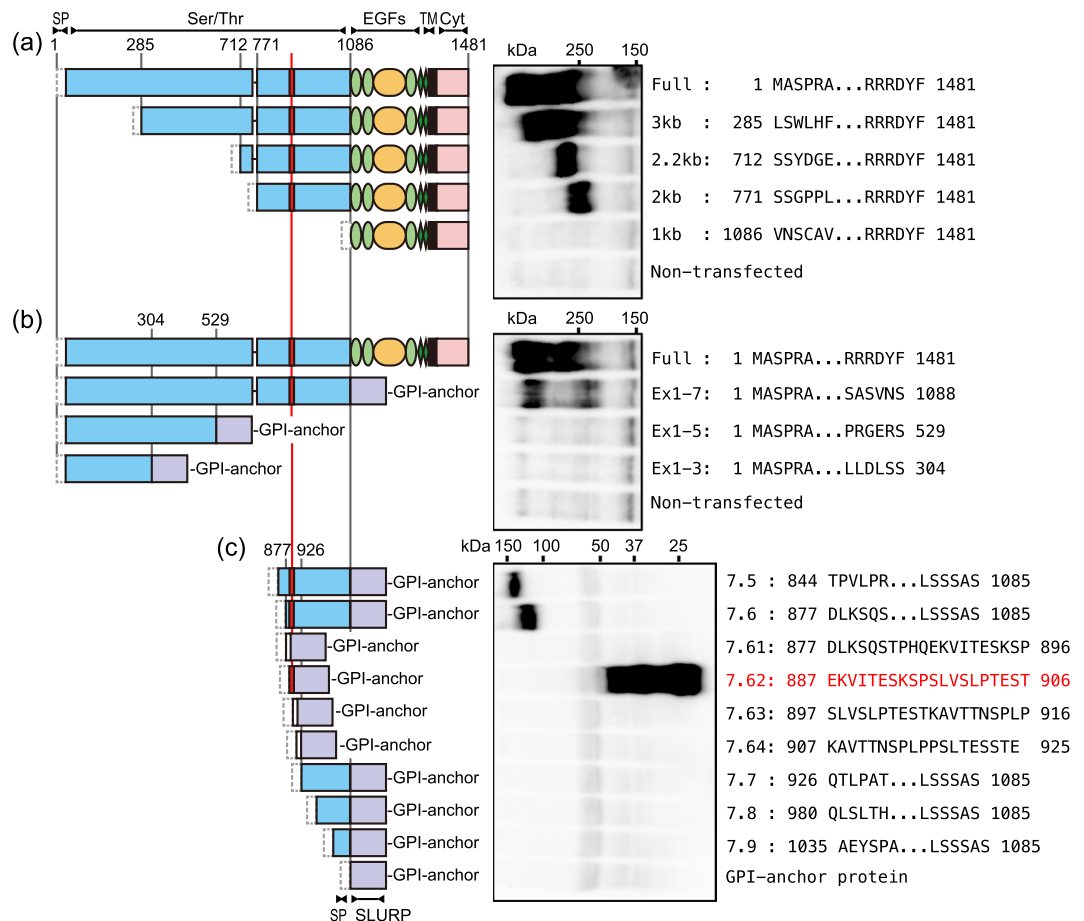 SP Ser/Thr EGFs TM Cyt
(a)
1 285 712 771 1086 1481
kDa 250 150
Full : 1 MASPRA...RRRDYF 1481
3kb : 285 LSWLHF...RRRDYF 1481
2.2kb: 712 SSYDGE...RRRDYF 1481
2kb : 771 SSGPPL...RRRDYF 1481
1kb : 1086 VNSCAV...RRRDYF 1481
Non-transfected
(b)
304 529
kDa 250 150
Full : 1 MASPRA...RRRDYF 1481
-GPI-anchor
Ex1-7: 1 MASPRA...SASVNS 1088
-GPI-anchor
Ex1-5: 1 MASPRA...PRGERS 529
-GPI-anchor
Ex1-3: 1 MASPRA...LLDLSS 304
Non-transfected
(c)
877 926
kDa 150 100 50 37 25
-GPI-anchor
7.5 : 844 TPVLPR...LSSSAS 1085
-GPI-anchor
7.6 : 877 DLKSQS...LSSSAS 1085
-GPI-anchor
7.61: 877 DLKSQSTPHQEKVITESKSP 896
-GPI-anchor
7.62: 887 EKVITESKSPSLVSLPTEST 906
-GPI-anchor
7.63: 897 SLVSLPTESTKAVTTNSPLP 916
-GPI-anchor
7.64: 907 KAVTTNSPLPPSLTESSTE 925
-GPI-anchor
7.7 : 926 QTLPAT...LSSSAS 1085
-GPI-anchor
7.8 : 980 QLSLTH...LSSSAS 1085
-GPI-anchor
7.9 : 1035 AEYSPA...LSSSAS 1085
-GPI-anchor
GPI-anchor protein
SP SLURP